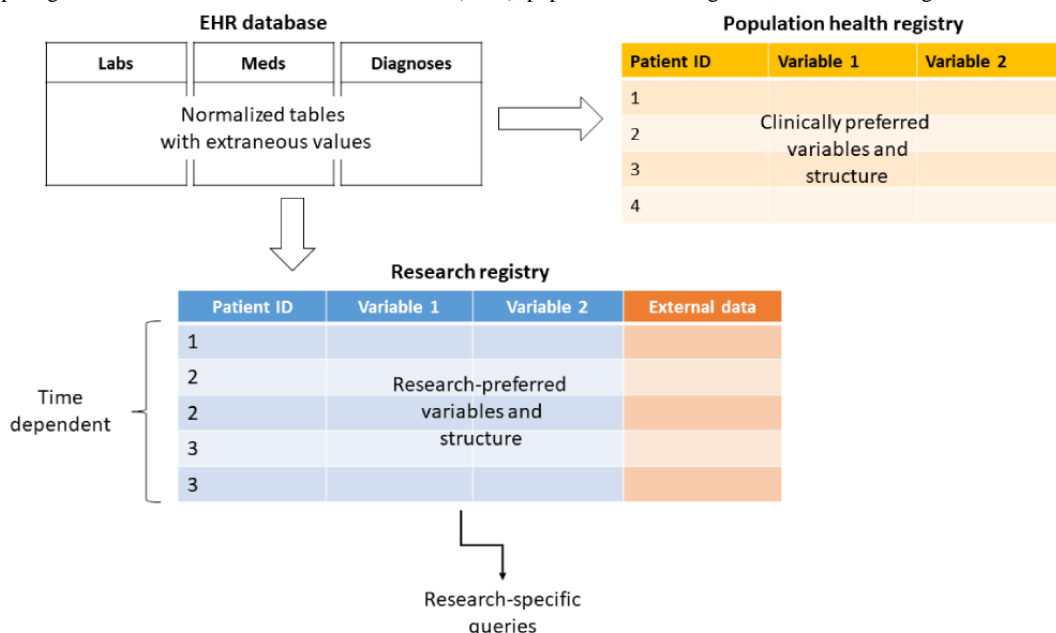 EHR database
Population health registry
Labs Meds Diagnoses
Normalized tables
with extraneous values
Patient ID Variable 1 Variable 2
1
2
3
4
Clinically preferred
variables and
structure
Research registry
Patient ID Variable 1 Variable 2 External data
Time
dependent
1
2
2
3
3
Research-preferred
variables and
structure
Research-specific
queries